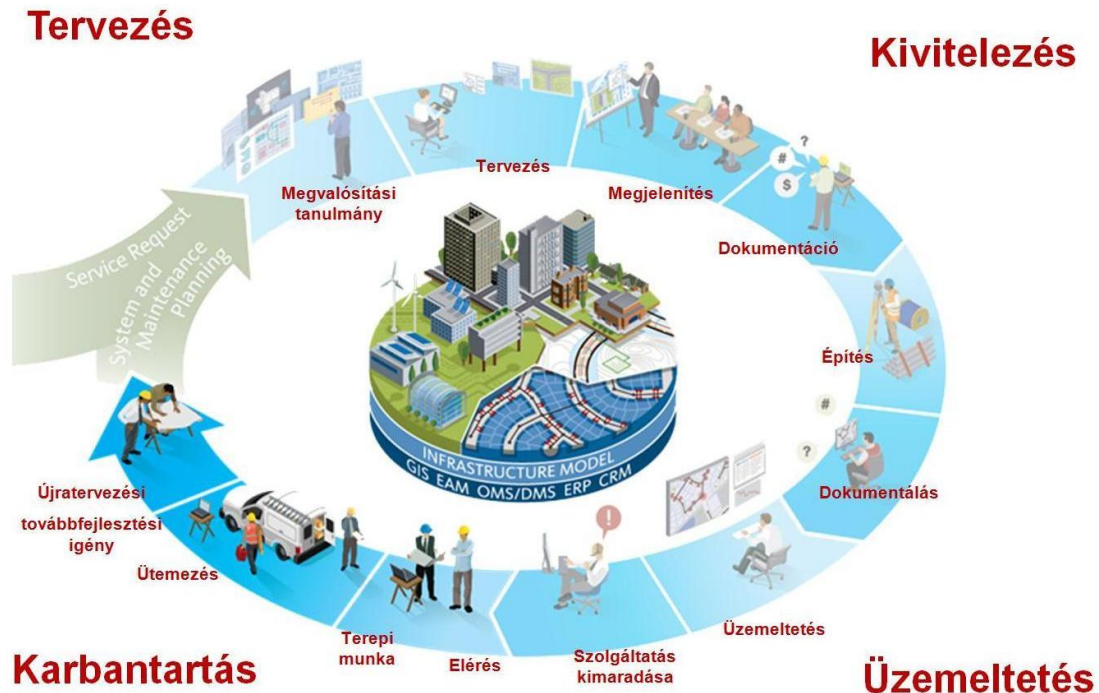 Tervezés
Kivitelezés
Megvalósítási
tanulmány
Tervezés
Megjelenítés
#
?
$
Dokumentáció
Service Request
System and
Maintenance
Planning
Építés
#
?
Dokumentálás
INFRASTRUCTURE MODEL
GIS EAM OMS/DMS ERP CRM
Újratervezési
továbbfejlesztési
igény
Ütemezés
Terepi
munka
Elérés
!
Szolgáltatás
kimaradása
Üzemeltetés
Karbantartás
Üzemeltetés